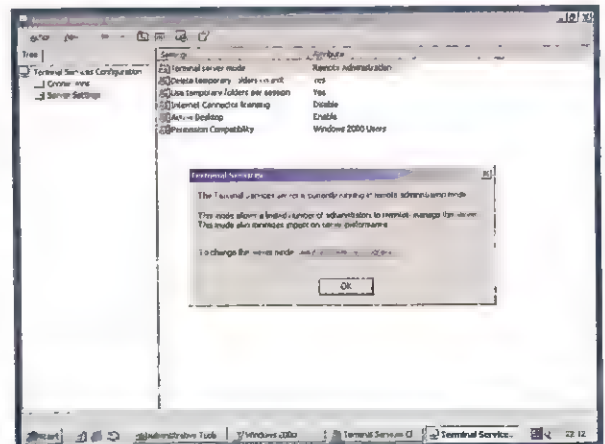 Tree
Setting Attribute
Terminal Services Configuration
Connections
Server Settings
Terminal server mode Remote Administration
Delete temporary folders on exit Yes
Use temporary folders per session Yes
Internet Connector licensing Disable
Active Desktop Enable
Permission Compatibility Windows 2000 Users
Terminal Services
The Terminal Services server is currently running in remote administration mode.
This mode allows a limited number of administrators to remotely manage this server.
This mode also minimizes impact on server performance.
To change the server mode
OK
Start Administrative Tools Windows 2000 Terminal Services Terminal Service... 22:12